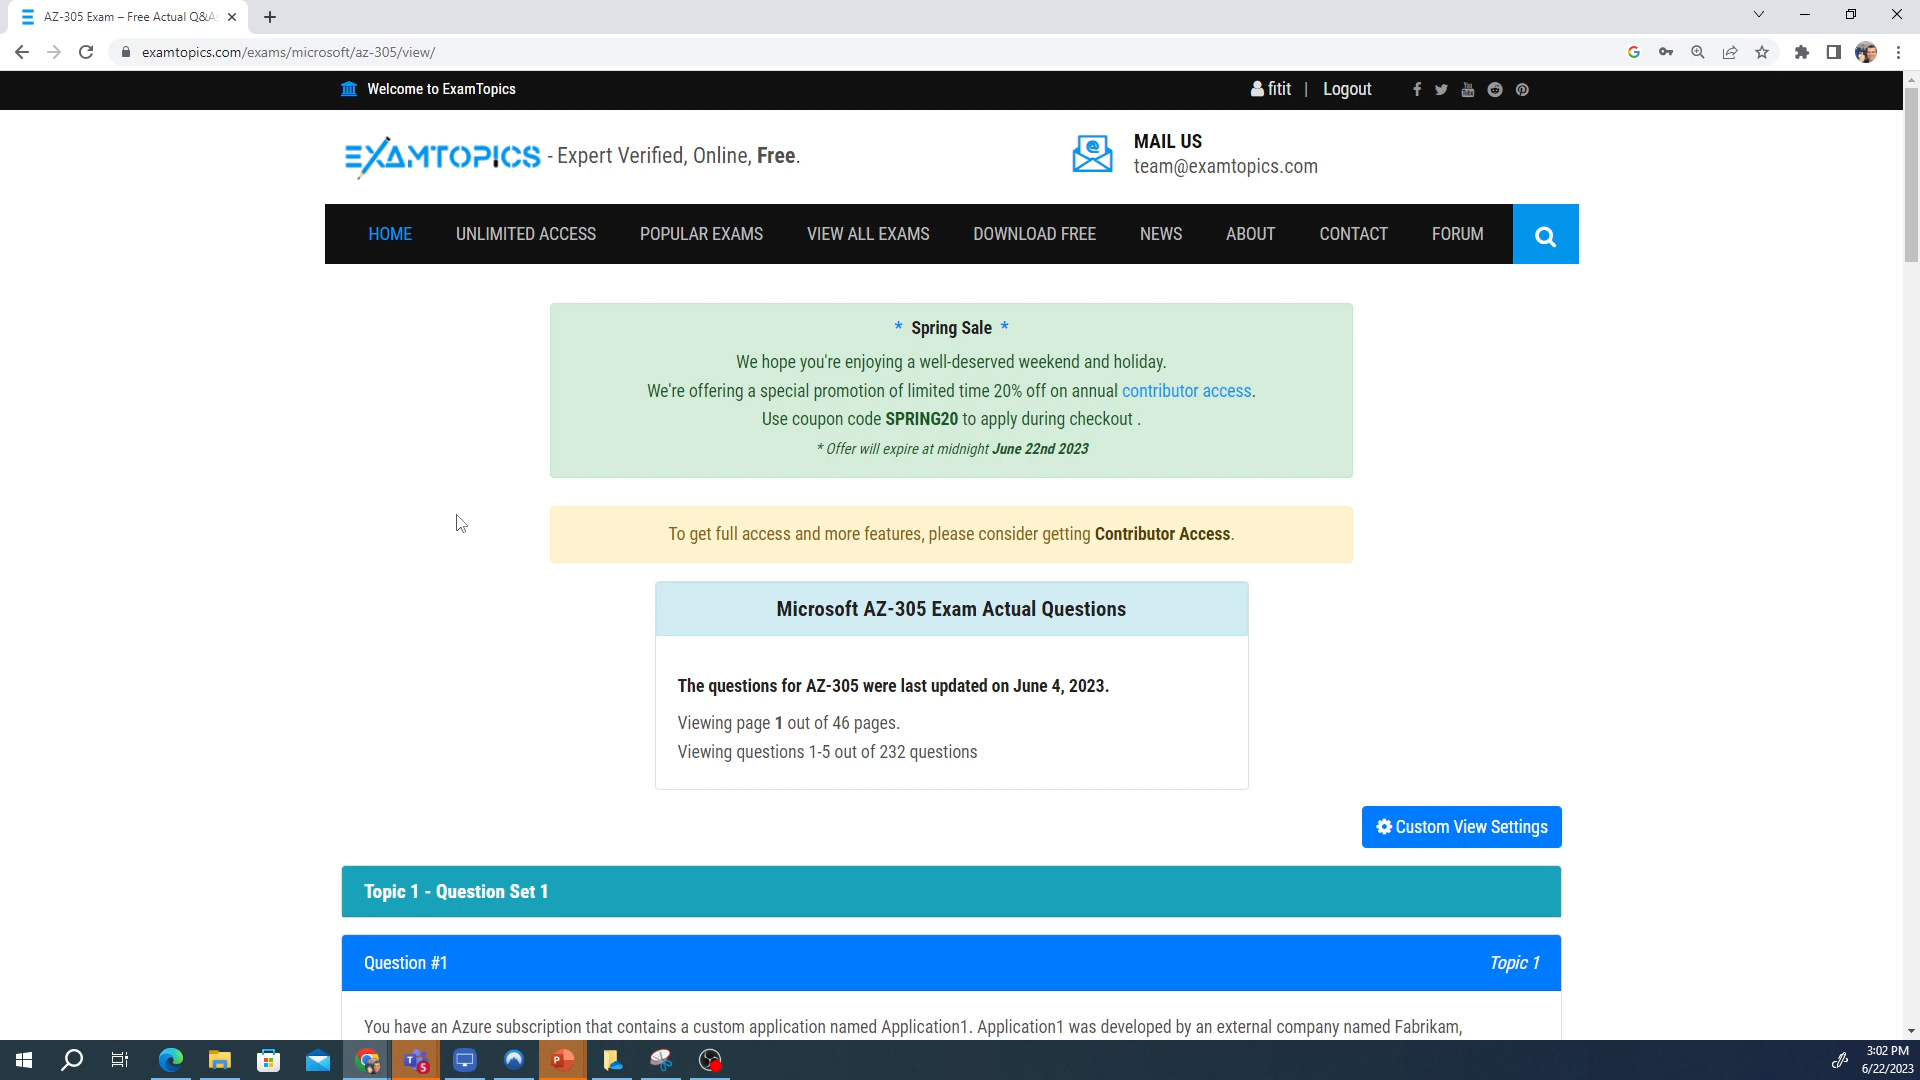 AZ-305 Exam – Free Actual Q&As
examtopics.com/exams/microsoft/az-305/view/
Welcome to ExamTopics
fitit | Logout
EXAMTOPICS - Expert Verified, Online, Free.
MAIL US
team@examtopics.com
HOME UNLIMITED ACCESS POPULAR EXAMS VIEW ALL EXAMS DOWNLOAD FREE NEWS ABOUT CONTACT FORUM
* Spring Sale *
We hope you're enjoying a well-deserved weekend and holiday.
We're offering a special promotion of limited time 20% off on annual contributor access.
Use coupon code SPRING20 to apply during checkout .
* Offer will expire at midnight June 22nd 2023
To get full access and more features, please consider getting Contributor Access.
Microsoft AZ-305 Exam Actual Questions
The questions for AZ-305 were last updated on June 4, 2023.
Viewing page 1 out of 46 pages.
Viewing questions 1-5 out of 232 questions
Custom View Settings
Topic 1 - Question Set 1
Question #1 Topic 1
You have an Azure subscription that contains a custom application named Application1. Application1 was developed by an external company named Fabrikam,
3:02 PM
6/22/2023